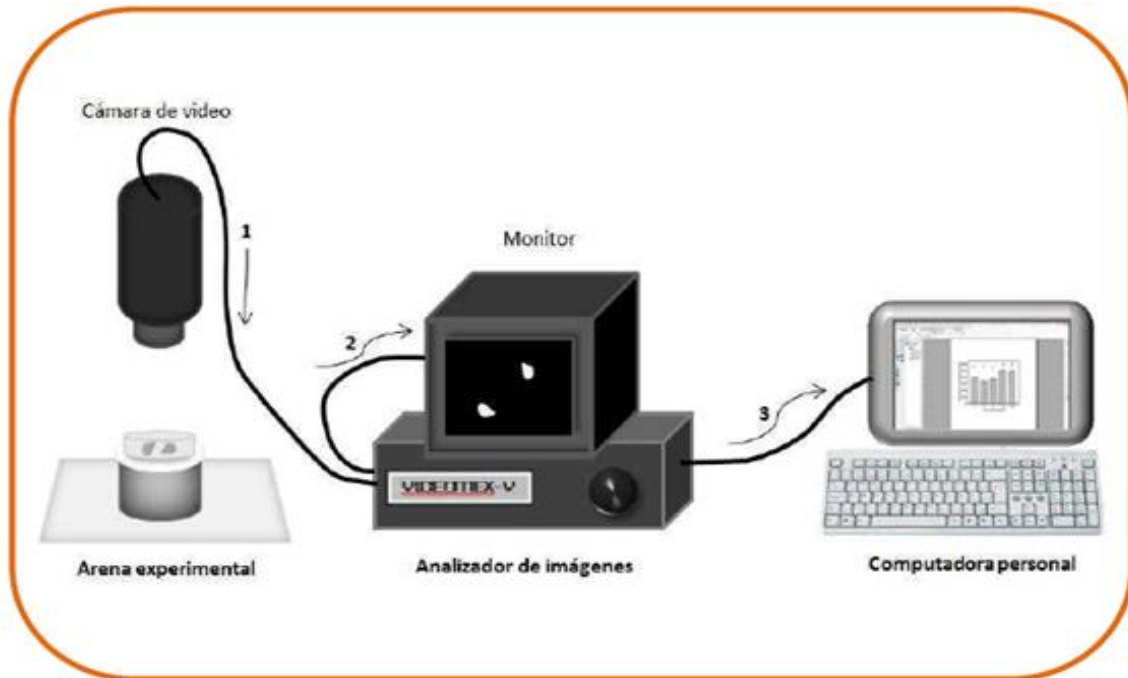 Cámara de video
1
Monitor
2
3
VIDEOMEX-V
Arena experimental
Analizador de imágenes
Computadora personal